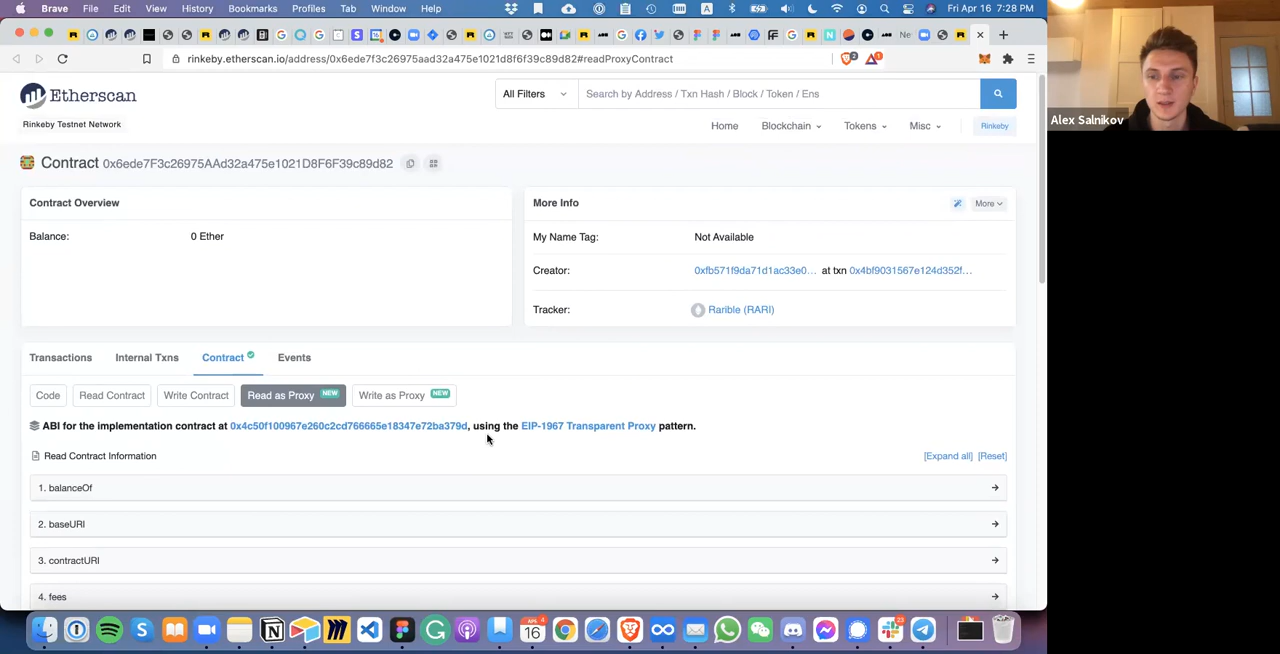 Brave File Edit View History Bookmarks Profiles Tab Window Help Fri Apr 16 7:28 PM
rinkeby.etherscan.io/address/0x6ede7f3c26975aad32a475e1021d8f6f39c89d82#readProxyContract
Etherscan
Rinkeby Testnet Network
All Filters
Search by Address / Txn Hash / Block / Token / Ens
Home Blockchain Tokens Misc Rinkeby
Alex Salnikov
Contract 0x6ede7F3c26975AAd32a475e1021D8F6F39c89d82
Contract Overview
Balance: 0 Ether
More Info More
My Name Tag: Not Available
Creator: 0xfb571f9da71d1ac33e0... at txn 0x4bf9031567e124d352f...
Tracker: Rarible (RARI)
Transactions Internal Txns Contract Events
Code Read Contract Write Contract Read as Proxy NEW Write as Proxy NEW
ABI for the implementation contract at 0x4c50f100967e260c2cd766665e18347e72ba379d, using the EIP-1967 Transparent Proxy pattern.
Read Contract Information [Expand all] [Reset]
1. balanceOf
2. baseURI
3. contractURI
4. fees